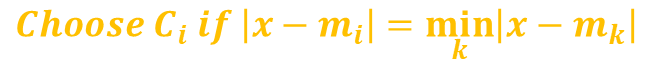 Choose Cᵢ if |x − mᵢ| = minₖ|x − mₖ|